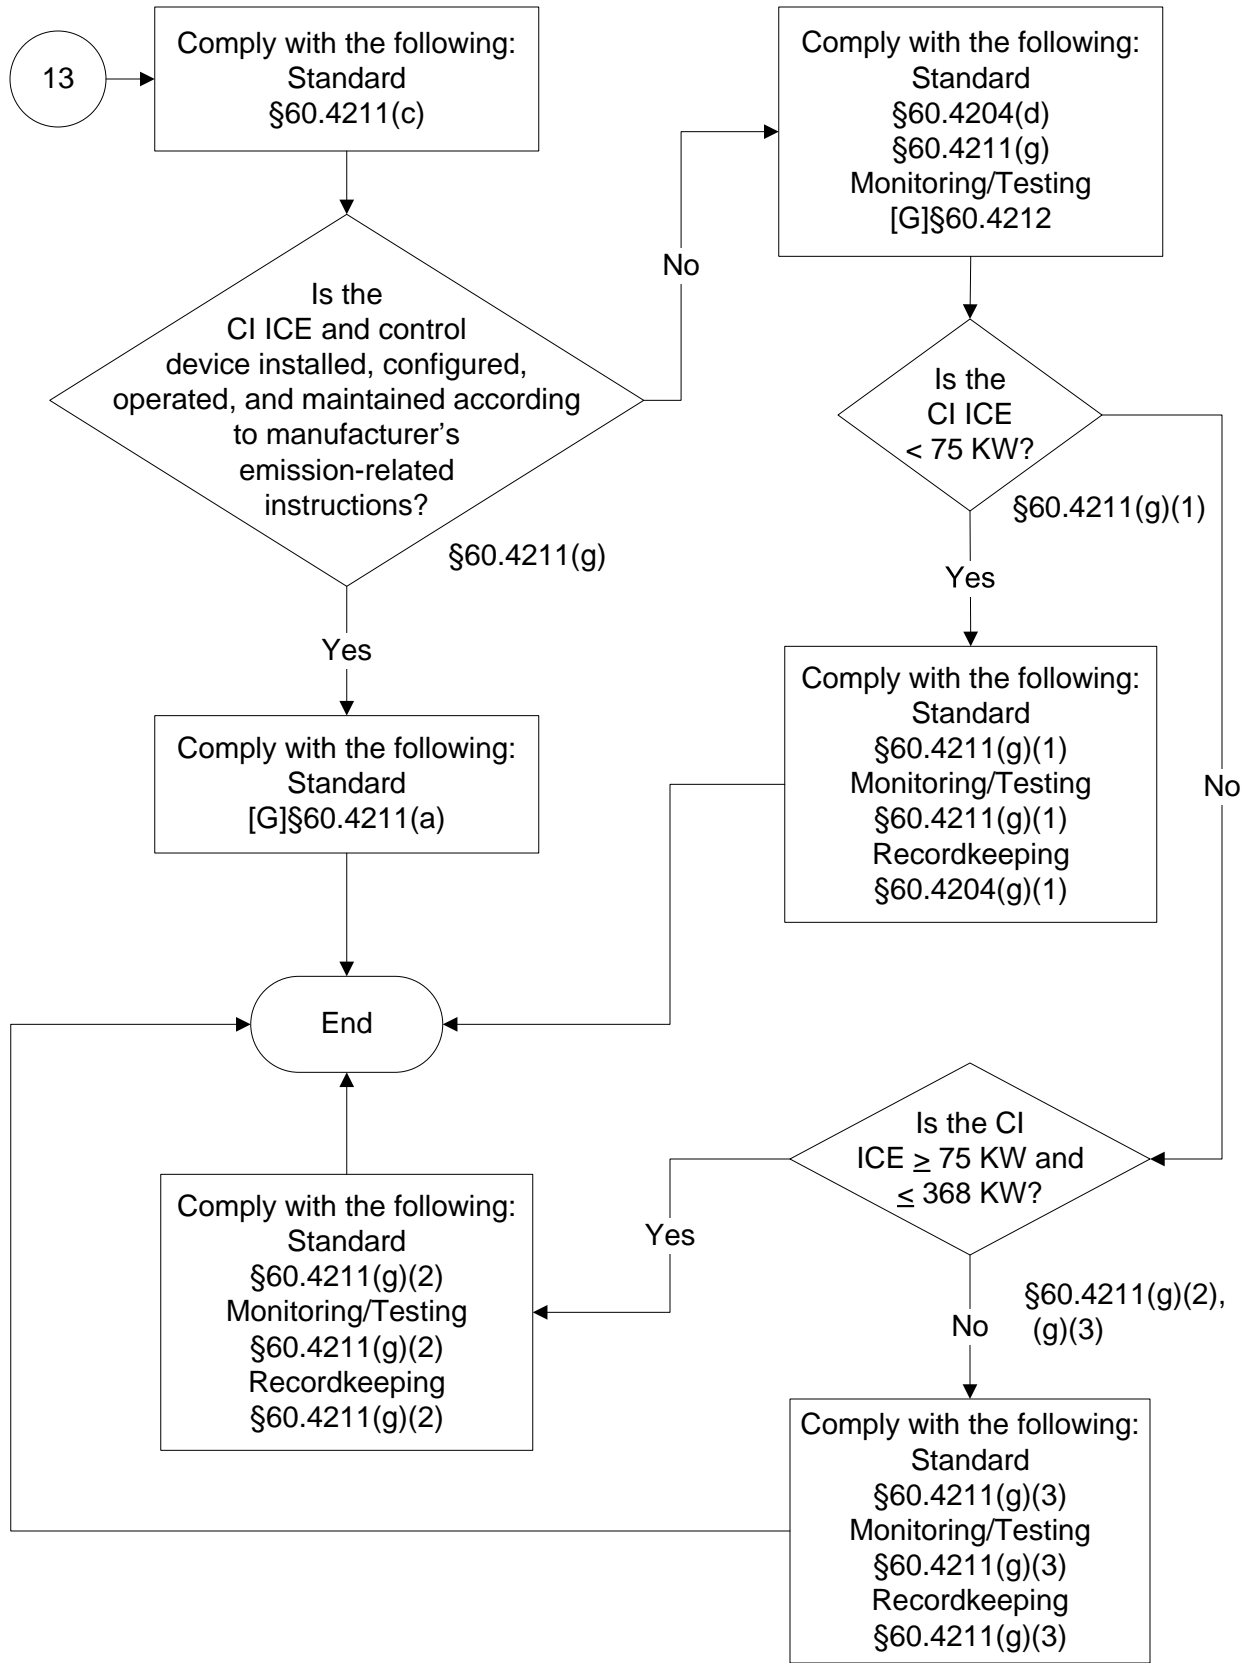 13
Comply with the following:
Standard
§60.4211(c)
Is the
CI ICE and control
device installed, configured,
operated, and maintained according
to manufacturer's
emission-related
instructions?
§60.4211(g)
No
Yes
Comply with the following:
Standard
[G]§60.4211(a)
End
Comply with the following:
Standard
§60.4204(d)
§60.4211(g)
Monitoring/Testing
[G]§60.4212
Is the
CI ICE
< 75 KW?
§60.4211(g)(1)
Yes
No
Comply with the following:
Standard
§60.4211(g)(1)
Monitoring/Testing
§60.4211(g)(1)
Recordkeeping
§60.4204(g)(1)
Is the CI
ICE ≥ 75 KW and
≤ 368 KW?
§60.4211(g)(2),
(g)(3)
Yes
No
Comply with the following:
Standard
§60.4211(g)(2)
Monitoring/Testing
§60.4211(g)(2)
Recordkeeping
§60.4211(g)(2)
Comply with the following:
Standard
§60.4211(g)(3)
Monitoring/Testing
§60.4211(g)(3)
Recordkeeping
§60.4211(g)(3)